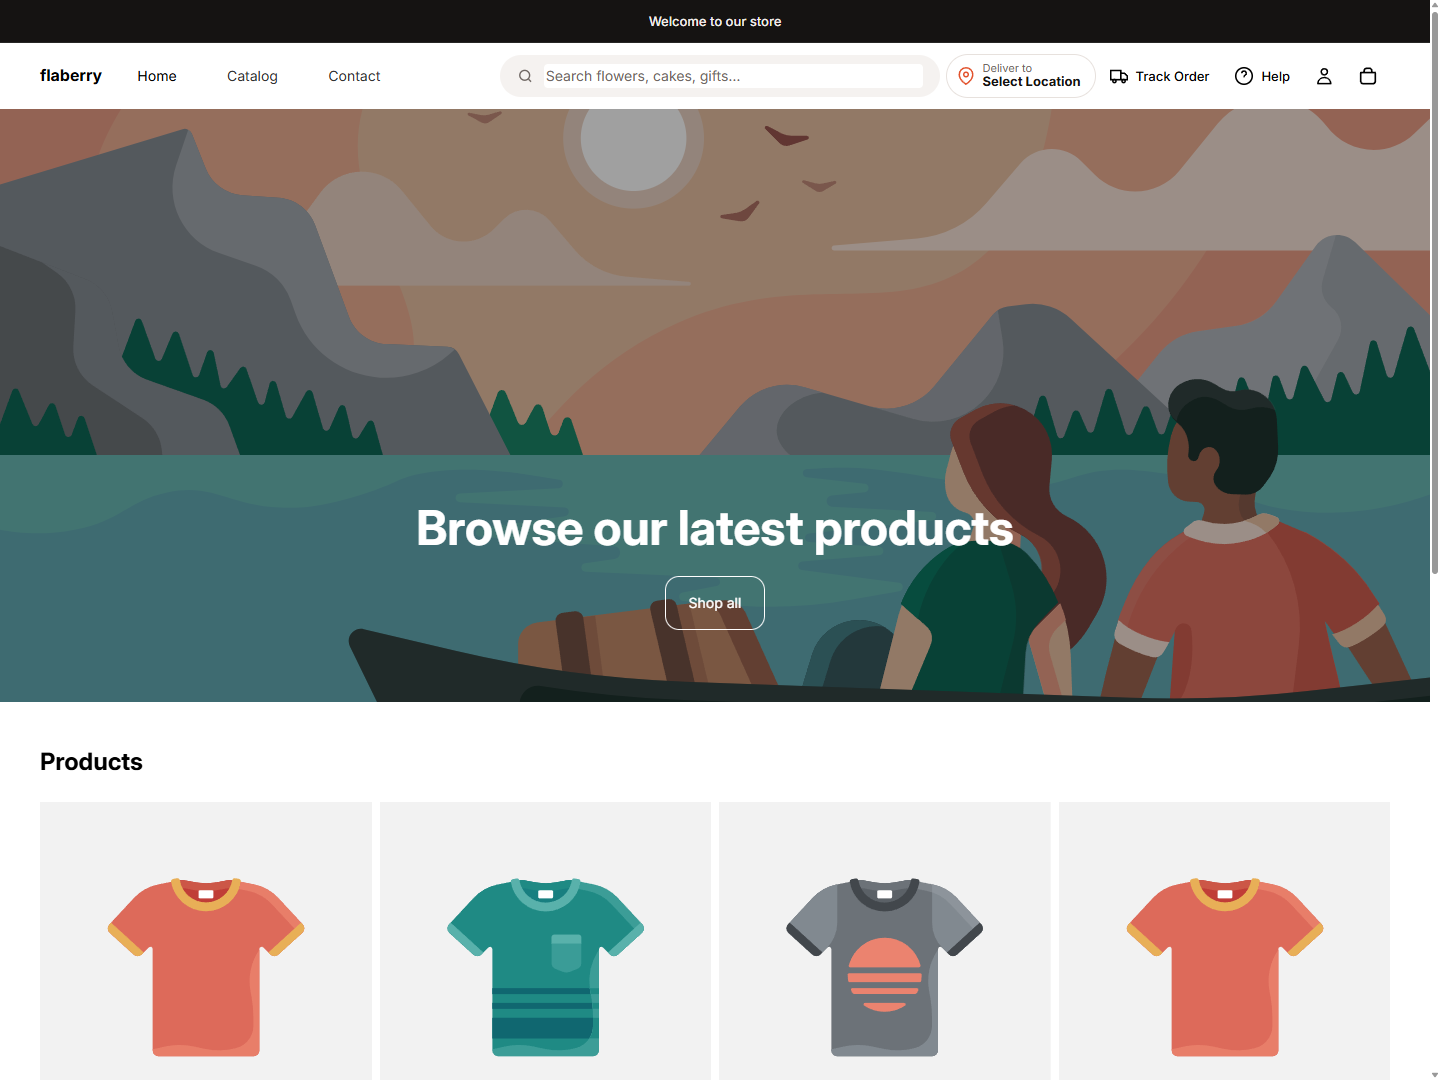 Welcome to our store
flaberry
Home
Catalog
Contact
Search flowers, cakes, gifts...
Deliver to
Select Location
Track Order
Help
Browse our latest products
Shop all
Products